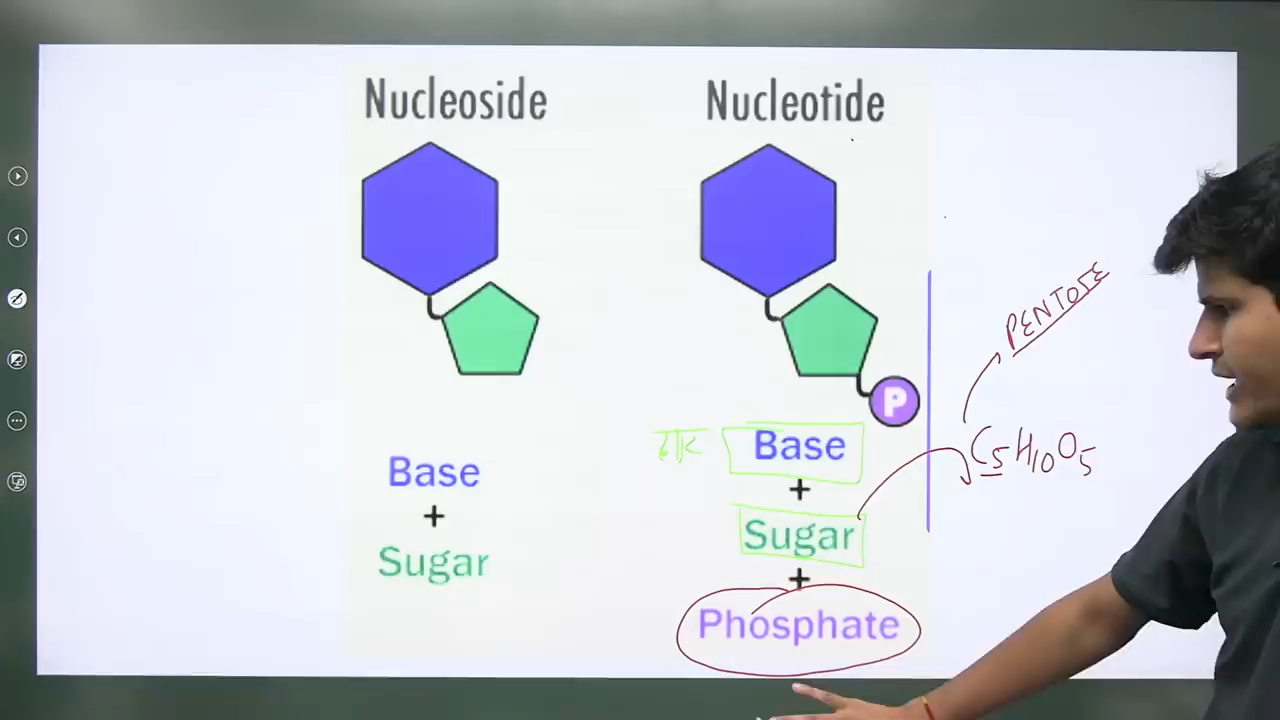 Nucleoside
Nucleotide
P
PENTOSE
Base
+
Sugar
Base
+
Sugar
+
Phosphate
C5H10O5